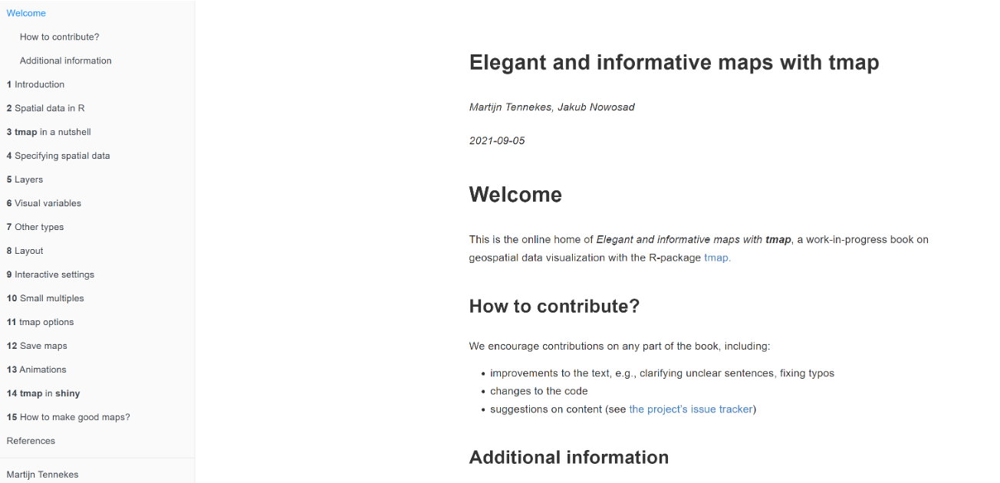 Welcome
How to contribute?
Additional information
1 Introduction
2 Spatial data in R
3 tmap in a nutshell
4 Specifying spatial data
5 Layers
6 Visual variables
7 Other types
8 Layout
9 Interactive settings
10 Small multiples
11 tmap options
12 Save maps
13 Animations
14 tmap in shiny
15 How to make good maps?
References
Martijn Tennekes
Elegant and informative maps with tmap
Martijn Tennekes, Jakub Nowosad
2021-09-05
Welcome
This is the online home of Elegant and informative maps with tmap, a work-in-progress book on
geospatial data visualization with the R-package tmap.
How to contribute?
We encourage contributions on any part of the book, including:
• improvements to the text, e.g., clarifying unclear sentences, fixing typos
• changes to the code
• suggestions on content (see the project's issue tracker)
Additional information